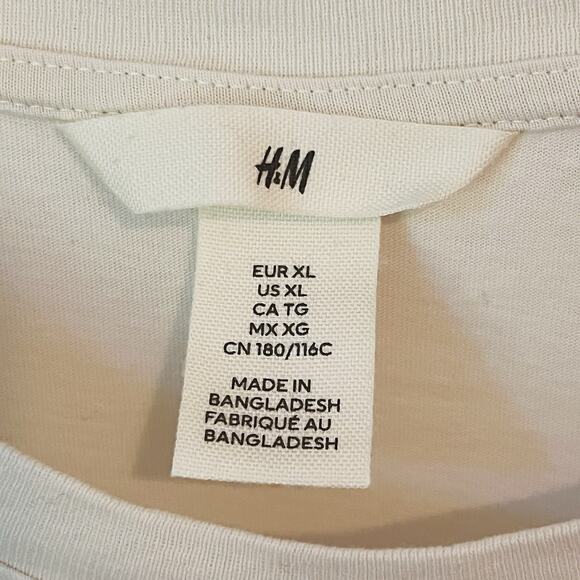 H&M
EUR XL
US XL
CA TG
MX XG
CN 180/116C
MADE IN
BANGLADESH
FABRIQUÉ AU
BANGLADESH